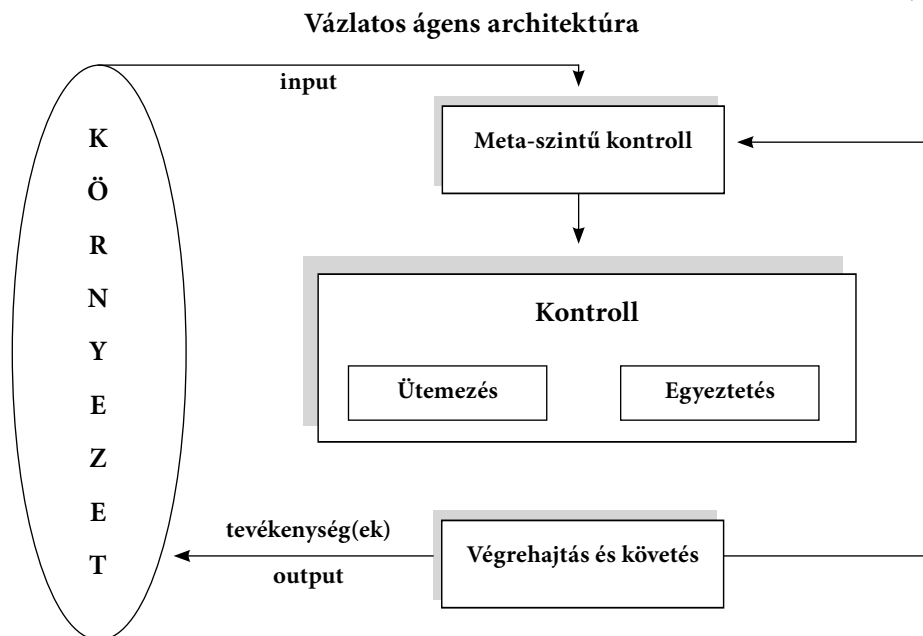 Vázlatos ágens architektúra
input
K
Ö
R
N
Y
E
Z
E
T
Meta-szintű kontroll
Kontroll
Ütemezés
Egyeztetés
tevékenység(ek)
output
Végrehajtás és követés